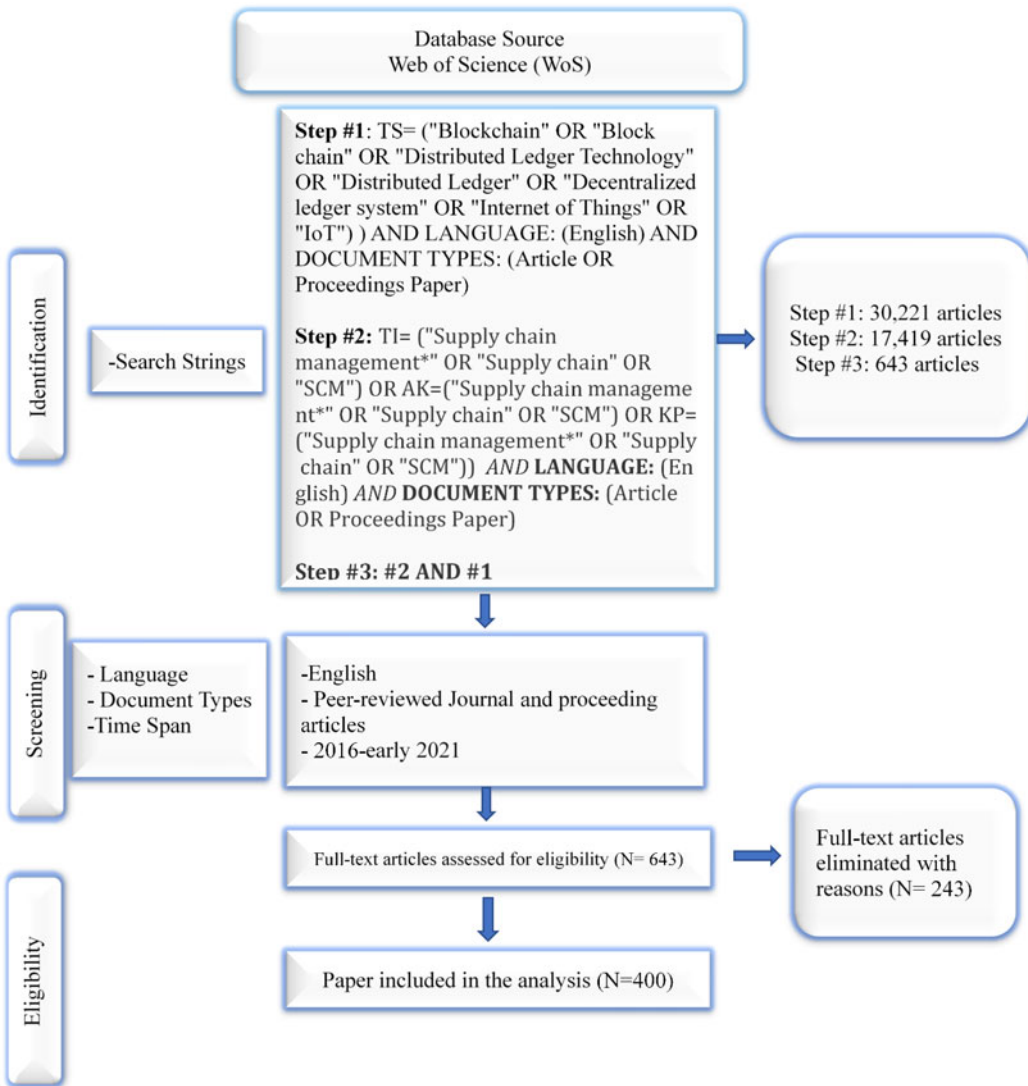 Database Source
Web of Science (WoS)
Identification
-Search Strings
Step #1: TS= ("Blockchain" OR "Block
chain" OR "Distributed Ledger Technology"
OR "Distributed Ledger" OR "Decentralized
ledger system" OR "Internet of Things" OR
"IoT") ) AND LANGUAGE: (English) AND
DOCUMENT TYPES: (Article OR
Proceedings Paper)
Step #2: TI= ("Supply chain
management*" OR "Supply chain" OR
"SCM") OR AK=("Supply chain manageme
nt*" OR "Supply chain" OR "SCM") OR KP=
("Supply chain management*" OR "Supply
chain" OR "SCM")) AND LANGUAGE: (En
glish) AND DOCUMENT TYPES: (Article
OR Proceedings Paper)
Step #3: #2 AND #1
Step #1: 30,221 articles
Step #2: 17,419 articles
Step #3: 643 articles
Screening
- Language
- Document Types
-Time Span
-English
- Peer-reviewed Journal and proceeding
articles
- 2016-early 2021
Full-text articles assessed for eligibility (N= 643)
Full-text articles
eliminated with
reasons (N= 243)
Eligibility
Paper included in the analysis (N=400)